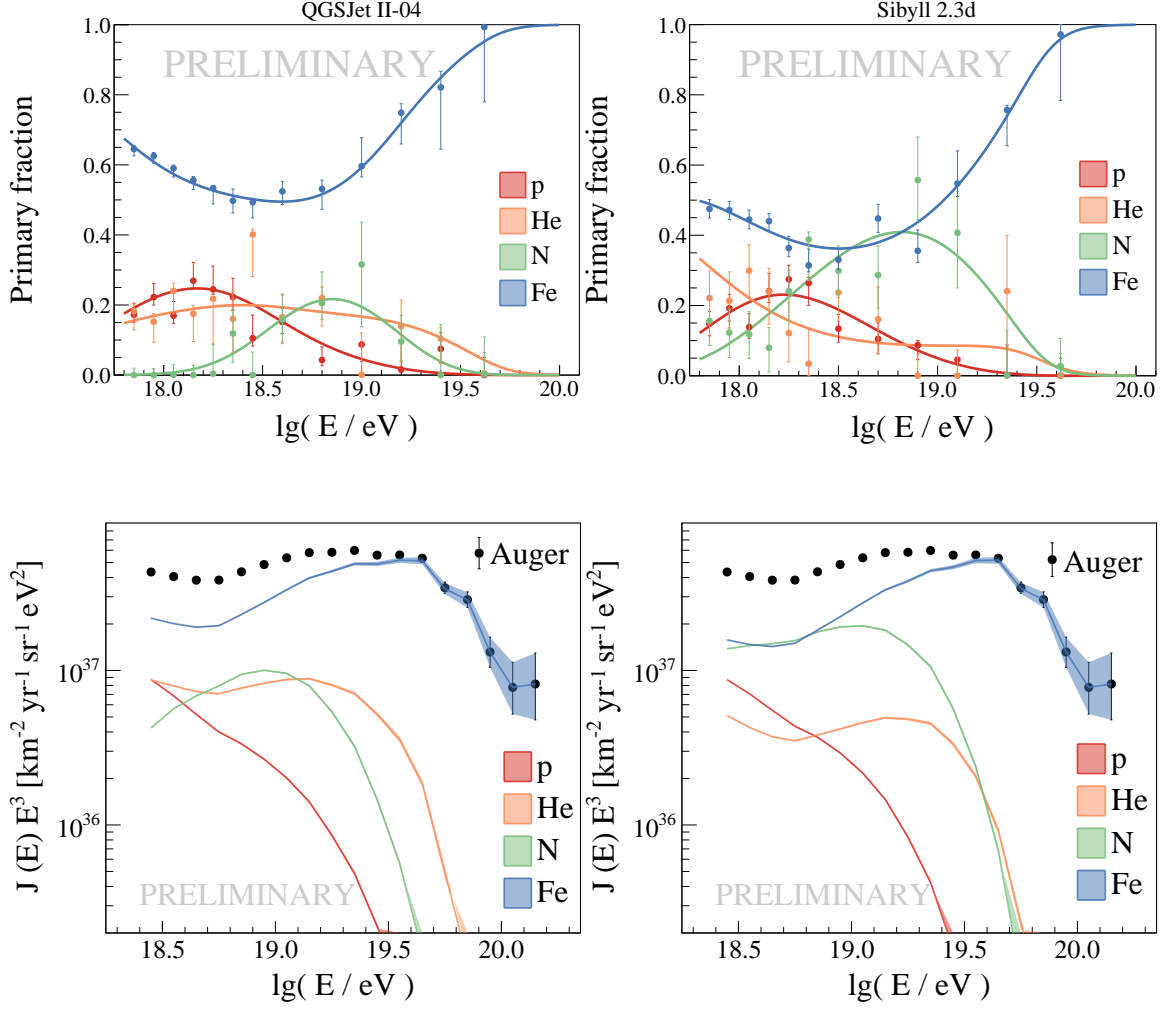 QGSJet II-04
PRELIMINARY
Primary fraction
1.0
0.8
0.6
0.4
0.2
0.0
p
He
N
Fe
18.0 18.5 19.0 19.5 20.0
lg( E / eV )
Sibyll 2.3d
PRELIMINARY
Primary fraction
1.0
0.8
0.6
0.4
0.2
0.0
p
He
N
Fe
18.0 18.5 19.0 19.5 20.0
lg( E / eV )
J (E) E³ [km⁻² yr⁻¹ sr⁻¹ eV²]
Auger
10³⁷
10³⁶
p
He
N
Fe
PRELIMINARY
18.5 19.0 19.5 20.0
lg( E / eV )
J (E) E³ [km⁻² yr⁻¹ sr⁻¹ eV²]
Auger
10³⁷
10³⁶
p
He
N
Fe
PRELIMINARY
18.5 19.0 19.5 20.0
lg( E / eV )